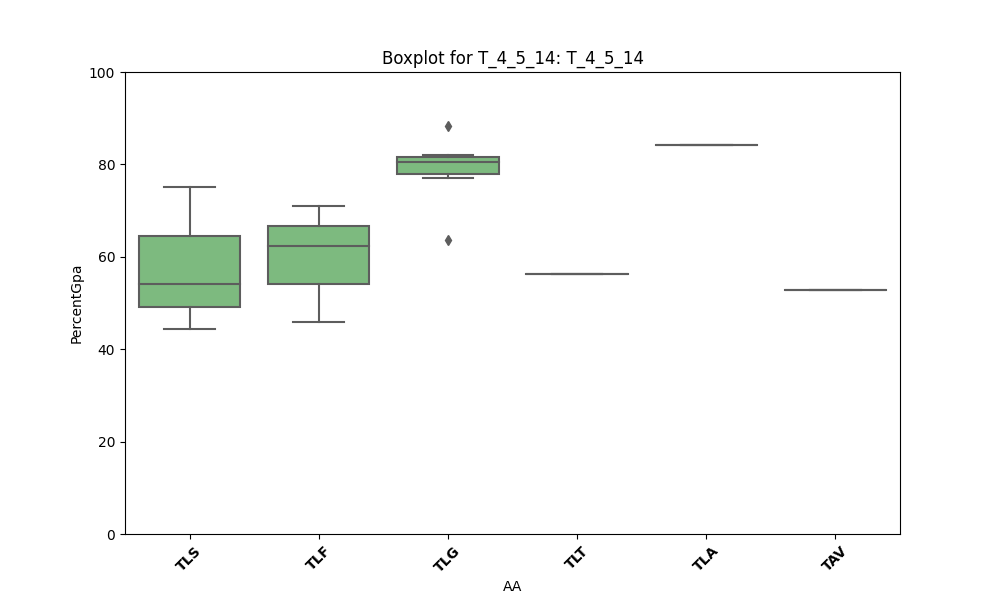 Boxplot for T_4_5_14: T_4_5_14
100
80
60
40
20
0
PercentGpa
TLS
TLF
TLG
TLT
TLA
TAV
AA